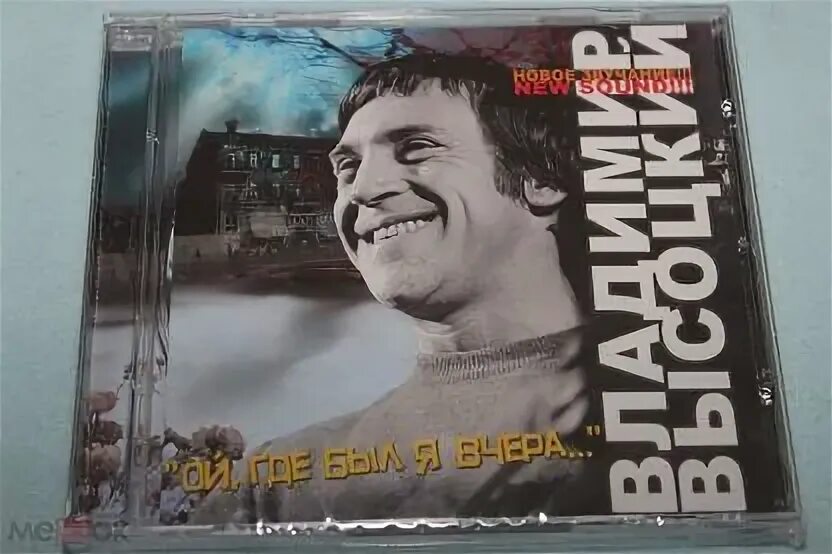 НОВОЕ ЗВУЧАНИЕ!!!
NEW SOUND!!!
ВЛАДИМИР
ВЫСОЦКИЙ
"ОЙ, ГДЕ БЫЛ Я ВЧЕРА..."